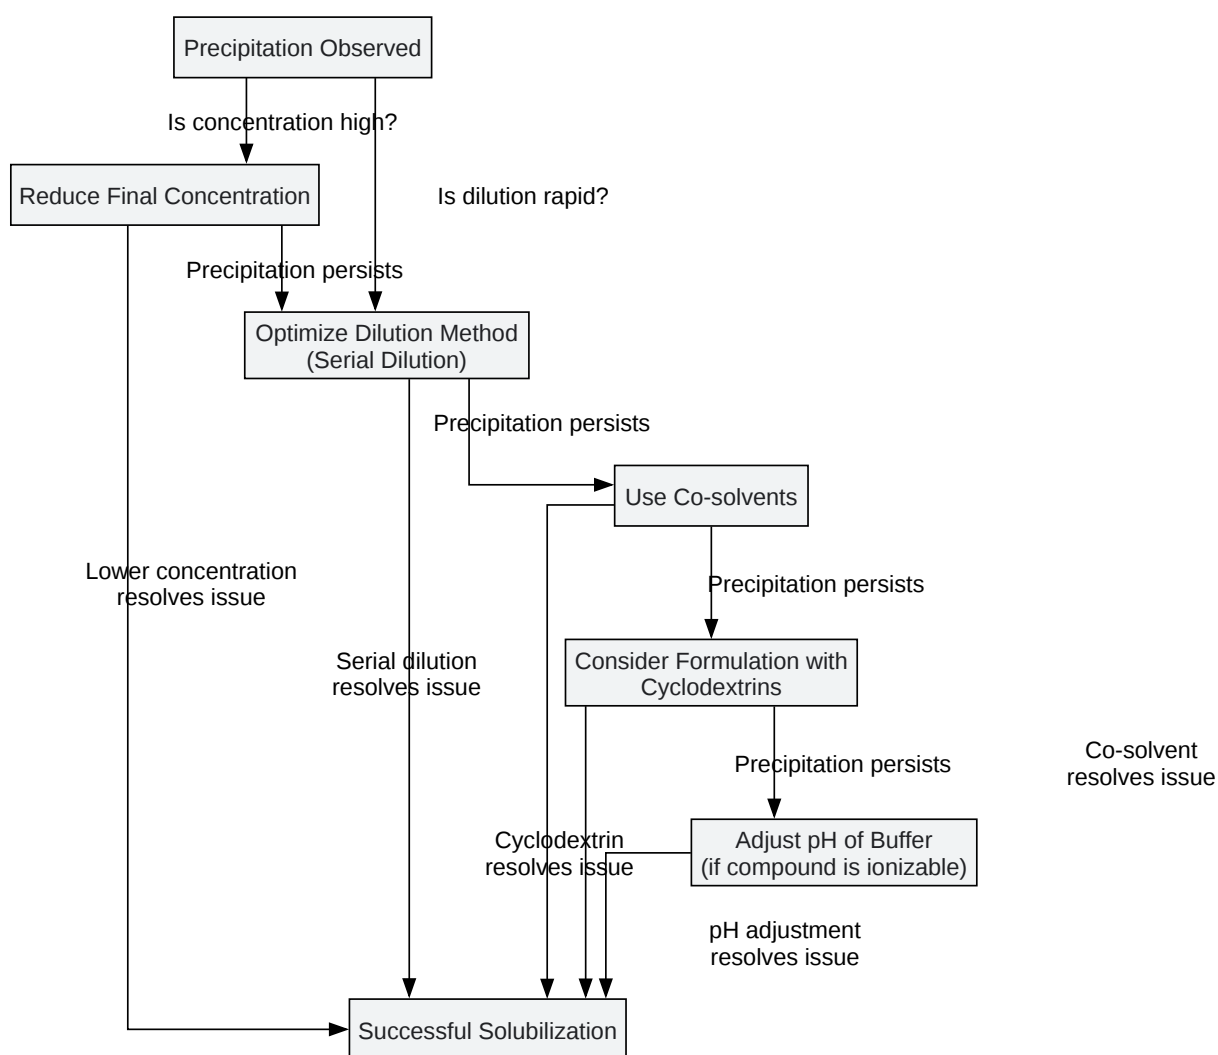 Precipitation Observed
Is concentration high?
Reduce Final Concentration
Is dilution rapid?
Precipitation persists
Optimize Dilution Method
(Serial Dilution)
Precipitation persists
Use Co-solvents
Lower concentration
resolves issue
Precipitation persists
Serial dilution
resolves issue
Consider Formulation with
Cyclodextrins
Precipitation persists
Co-solvent
resolves issue
Cyclodextrin
resolves issue
Adjust pH of Buffer
(if compound is ionizable)
pH adjustment
resolves issue
Successful Solubilization